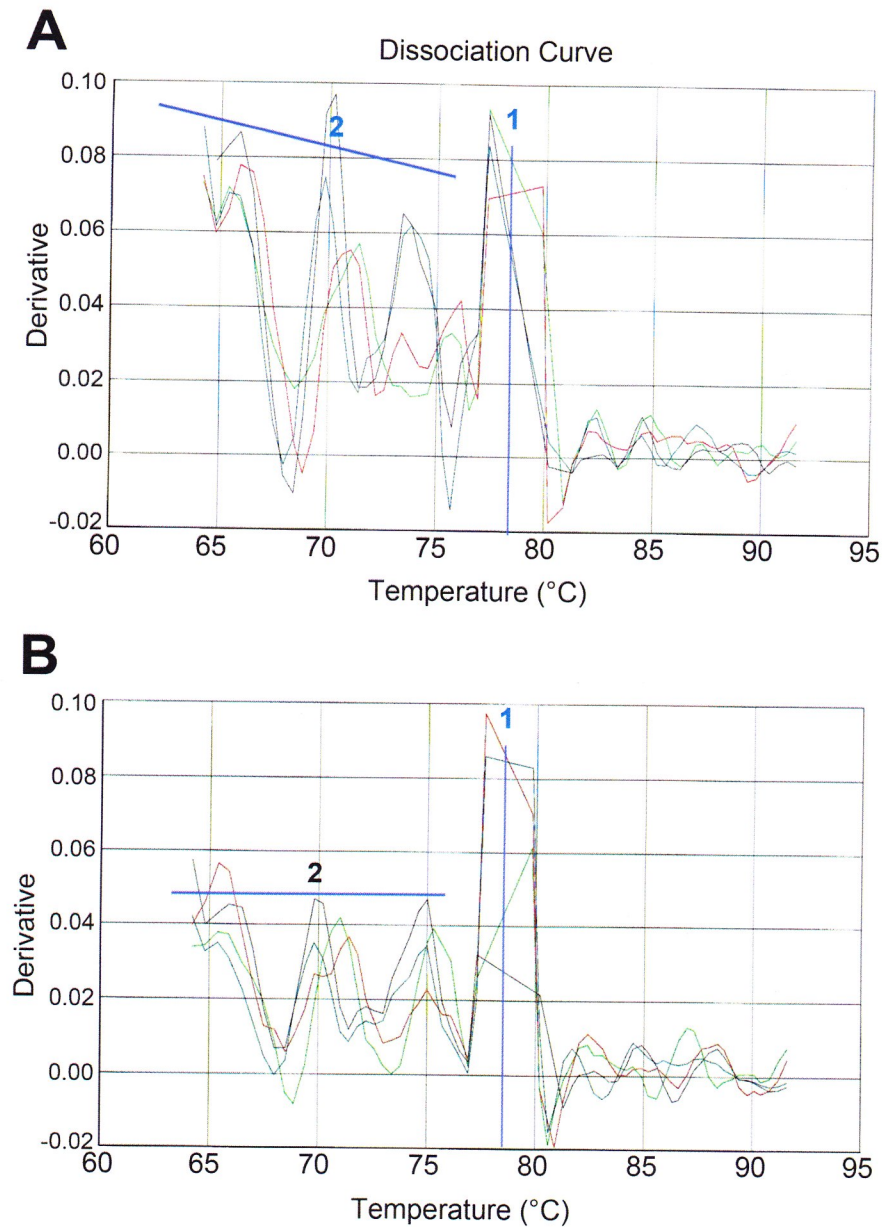 A
Dissociation Curve
2
1
0.10
0.08
0.06
0.04
0.02
0.00
-0.02
Derivative
60 65 70 75 80 85 90 95
Temperature (°C)
B
2
1
0.10
0.08
0.06
0.04
0.02
0.00
-0.02
Derivative
60 65 70 75 80 85 90 95
Temperature (°C)